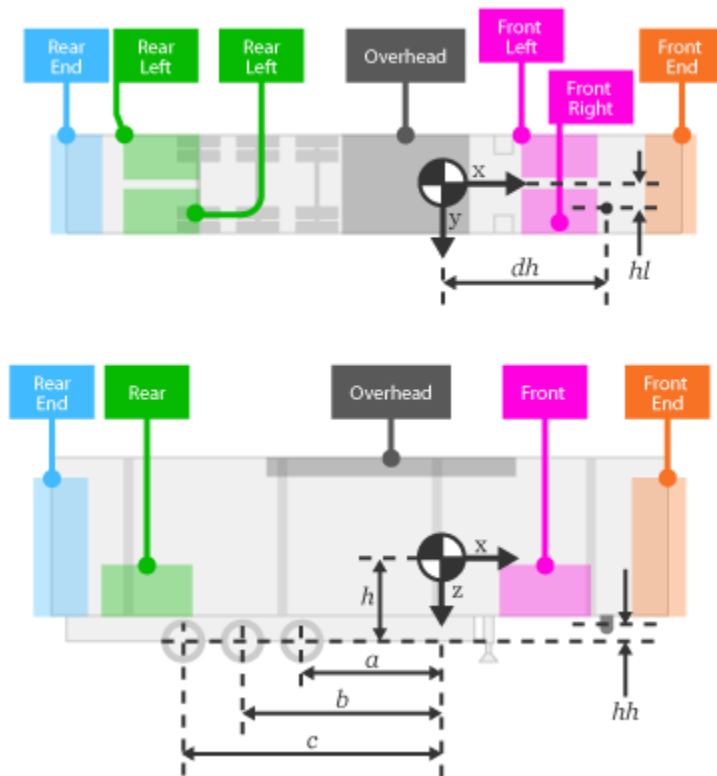 Rear
End
Rear
Left
Rear
Left
Overhead
Front
Left
Front
Right
Front
End
x
y
dh
hl
Rear
End
Rear
Overhead
Front
Front
End
x
h
z
a
b
c
hh